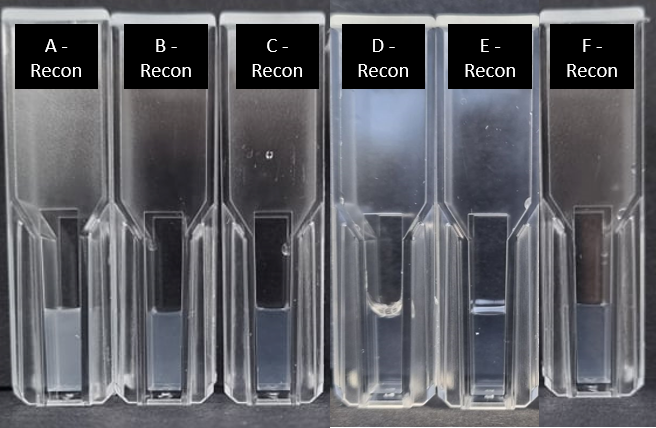 A -
Recon
B -
Recon
C -
Recon
D -
Recon
E -
Recon
F -
Recon